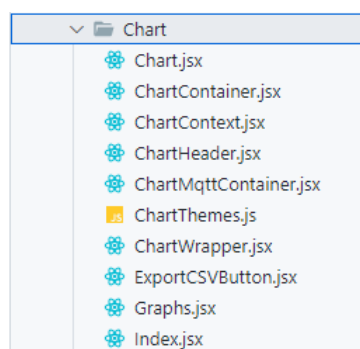 Chart
Chart.jsx
ChartContainer.jsx
ChartContext.jsx
ChartHeader.jsx
ChartMqttContainer.jsx
JS ChartThemes.js
ChartWrapper.jsx
ExportCSVButton.jsx
Graphs.jsx
Index.jsx